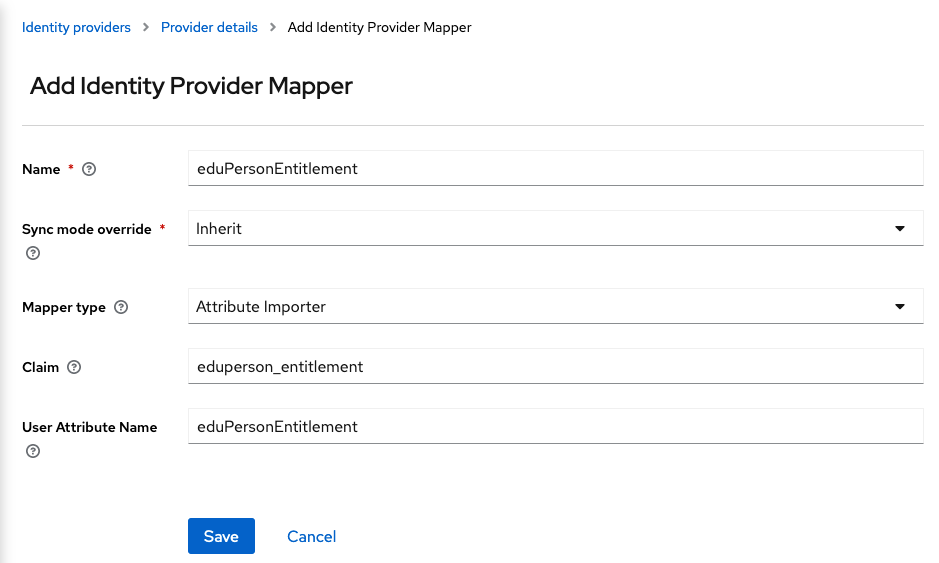 Identity providers > Provider details > Add Identity Provider Mapper
Add Identity Provider Mapper
Name * ?
eduPersonEntitlement
Sync mode override * ?
Inherit
Mapper type ?
Attribute Importer
Claim ?
eduperson_entitlement
User Attribute Name ?
eduPersonEntitlement
Save Cancel